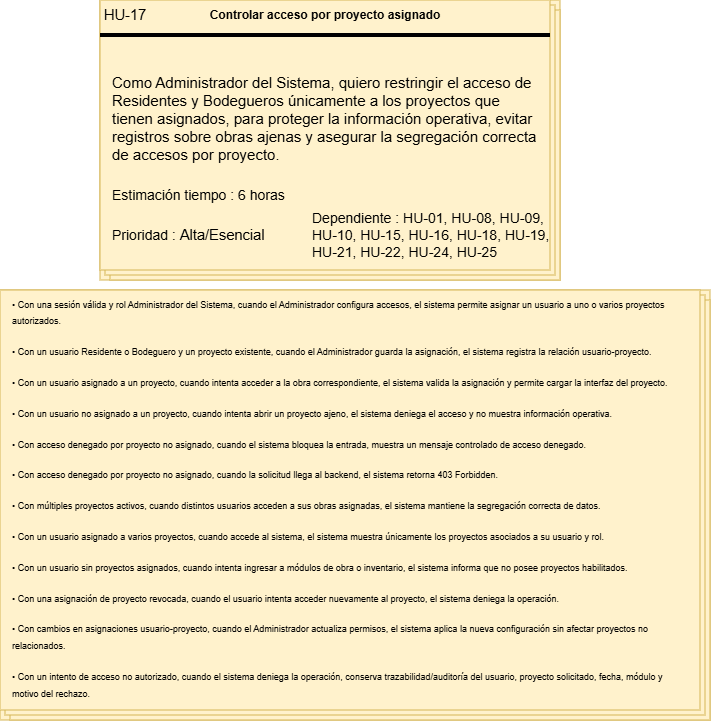 HU-17
Controlar acceso por proyecto asignado
Como Administrador del Sistema, quiero restringir el acceso de
Residentes y Bodegueros únicamente a los proyectos que
tienen asignados, para proteger la información operativa, evitar
registros sobre obras ajenas y asegurar la segregación correcta
de accesos por proyecto.
Estimación tiempo : 6 horas
Prioridad : Alta/Esencial
Dependiente : HU-01, HU-08, HU-09,
HU-10, HU-15, HU-16, HU-18, HU-19,
HU-21, HU-22, HU-24, HU-25
• Con una sesión válida y rol Administrador del Sistema, cuando el Administrador configura accesos, el sistema permite asignar un usuario a uno o varios proyectos
autorizados.
• Con un usuario Residente o Bodeguero y un proyecto existente, cuando el Administrador guarda la asignación, el sistema registra la relación usuario-proyecto.
• Con un usuario asignado a un proyecto, cuando intenta acceder a la obra correspondiente, el sistema valida la asignación y permite cargar la interfaz del proyecto.
• Con un usuario no asignado a un proyecto, cuando intenta abrir un proyecto ajeno, el sistema deniega el acceso y no muestra información operativa.
• Con acceso denegado por proyecto no asignado, cuando el sistema bloquea la entrada, muestra un mensaje controlado de acceso denegado.
• Con acceso denegado por proyecto no asignado, cuando la solicitud llega al backend, el sistema retorna 403 Forbidden.
• Con múltiples proyectos activos, cuando distintos usuarios acceden a sus obras asignadas, el sistema mantiene la segregación correcta de datos.
• Con un usuario asignado a varios proyectos, cuando accede al sistema, el sistema muestra únicamente los proyectos asociados a su usuario y rol.
• Con un usuario sin proyectos asignados, cuando intenta ingresar a módulos de obra o inventario, el sistema informa que no posee proyectos habilitados.
• Con una asignación de proyecto revocada, cuando el usuario intenta acceder nuevamente al proyecto, el sistema deniega la operación.
• Con cambios en asignaciones usuario-proyecto, cuando el Administrador actualiza permisos, el sistema aplica la nueva configuración sin afectar proyectos no
relacionados.
• Con un intento de acceso no autorizado, cuando el sistema deniega la operación, conserva trazabilidad/auditoría del usuario, proyecto solicitado, fecha, módulo y
motivo del rechazo.